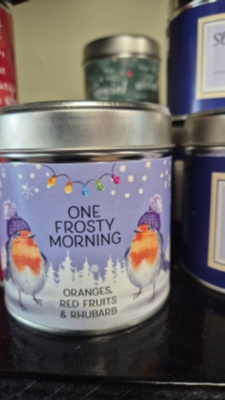 ONE
FROSTY
MORNING
ORANGES,
RED FRUITS
& RHUBARB